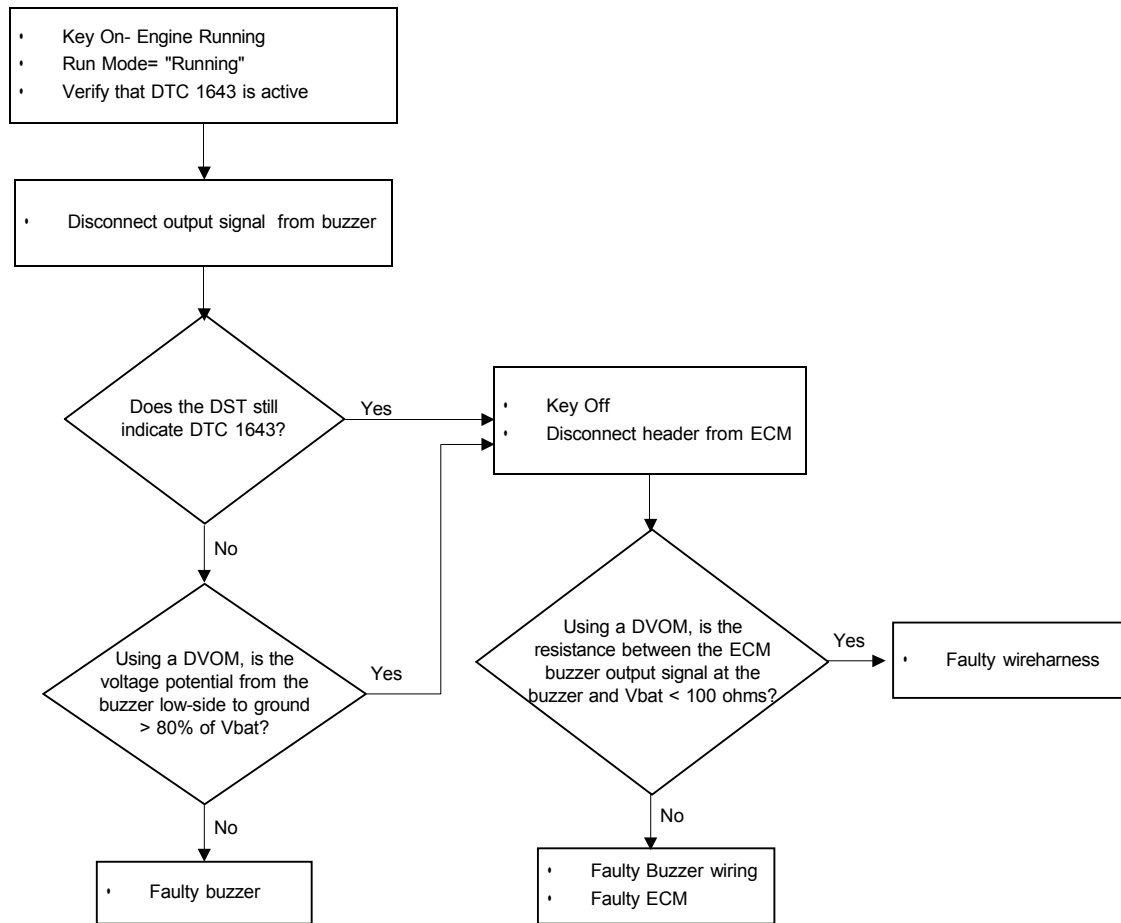 • Key On- Engine Running
• Run Mode= "Running"
• Verify that DTC 1643 is active
• Disconnect output signal from buzzer
Does the DST still
indicate DTC 1643?
Yes
No
• Key Off
• Disconnect header from ECM
Using a DVOM, is the
voltage potential from the
buzzer low-side to ground
> 80% of Vbat?
Yes
No
• Faulty buzzer
Using a DVOM, is the
resistance between the ECM
buzzer output signal at the
buzzer and Vbat < 100 ohms?
Yes
• Faulty wireharness
No
• Faulty Buzzer wiring
• Faulty ECM